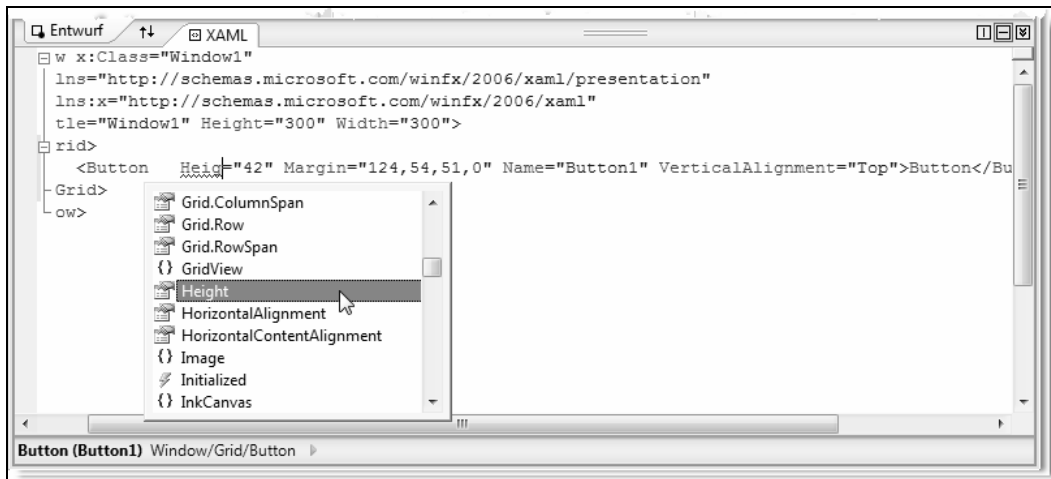 Entwurf XAML
w x:Class="Window1"
lns="http://schemas.microsoft.com/winfx/2006/xaml/presentation"
lns:x="http://schemas.microsoft.com/winfx/2006/xaml"
tle="Window1" Height="300" Width="300">
rid>
<Button Heig="42" Margin="124,54,51,0" Name="Button1" VerticalAlignment="Top">Button</Bu
Grid>
ow>
Grid.ColumnSpan
Grid.Row
Grid.RowSpan
{} GridView
Height
HorizontalAlignment
HorizontalContentAlignment
{} Image
Initialized
{} InkCanvas
Button (Button1) Window/Grid/Button